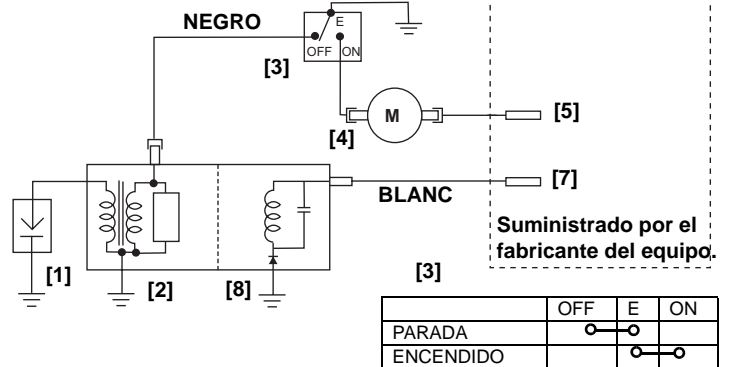 NEGRO
E
OFF ON
[3]
M
[4]
[5]
BLANC
[7]
Suministrado por el
fabricante del equipo.
[1]
[2]
[8]
[3]
OFF E ON
PARADA
ENCENDIDO